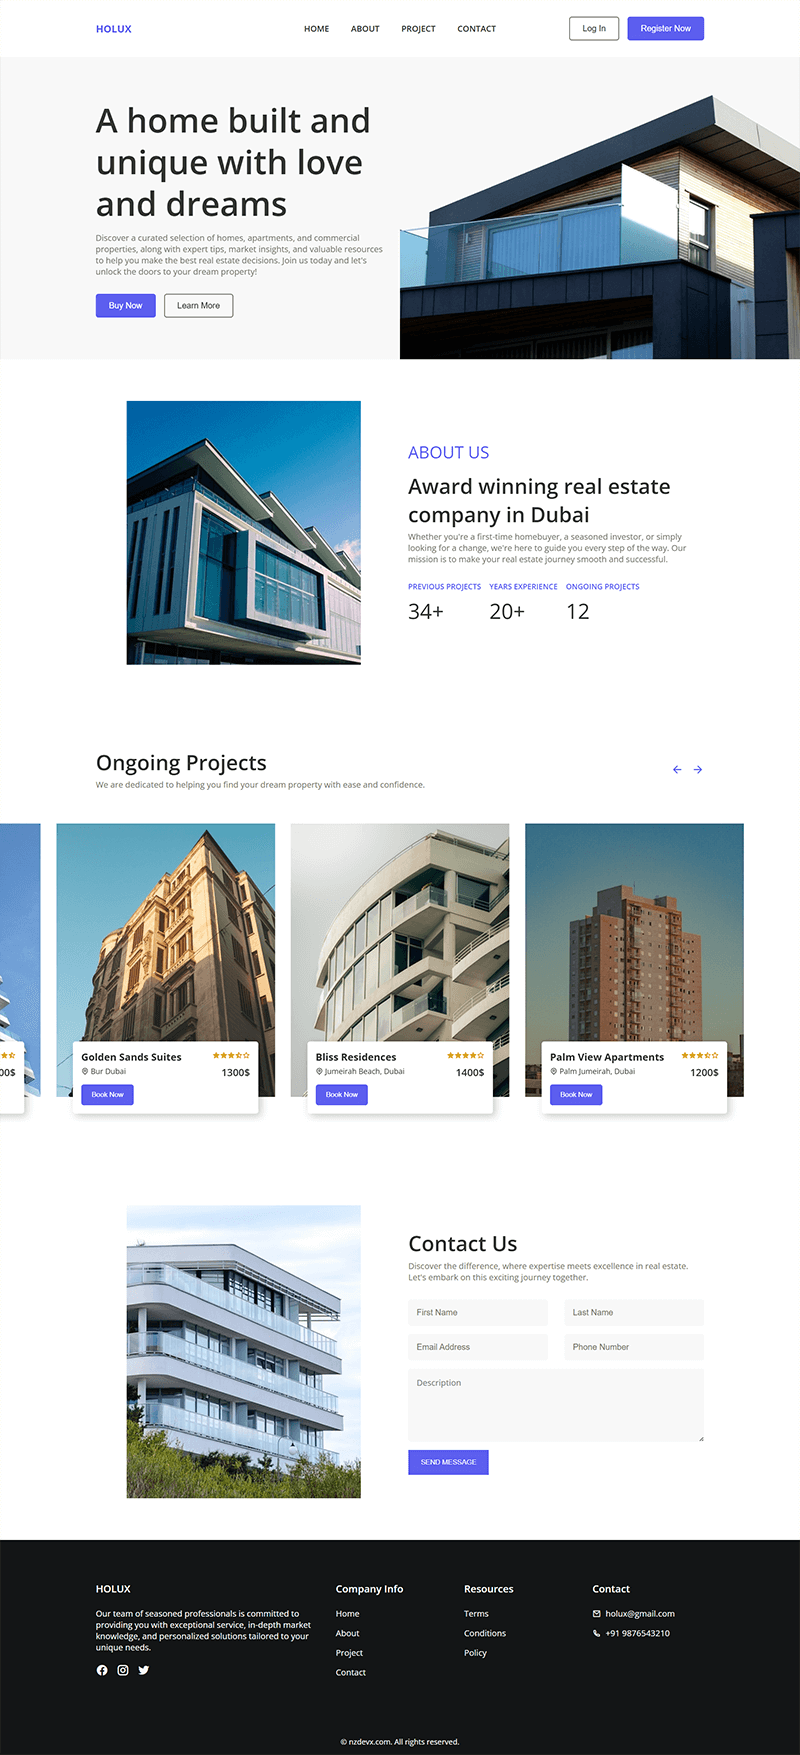 HOLUX
HOME ABOUT PROJECT CONTACT
Log In
Register Now
A home built and
unique with love
and dreams
Discover a curated selection of homes, apartments, and commercial
properties, along with expert tips, market insights, and valuable resources
to help you make the best real estate decisions. Join us today and let's
unlock the doors to your dream property!
Buy Now
Learn More
ABOUT US
Award winning real estate
company in Dubai
Whether you're a first-time homebuyer, a seasoned investor, or simply
looking for a change, we're here to guide you every step of the way. Our
mission is to make your real estate journey smooth and successful.
PREVIOUS PROJECTS YEARS EXPERIENCE ONGOING PROJECTS
34+ 20+ 12
Ongoing Projects
We are dedicated to helping you find your dream property with ease and confidence.
00$
Golden Sands Suites
Bur Dubai
1300$
Book Now
Bliss Residences
Jumeirah Beach, Dubai
1400$
Book Now
Palm View Apartments
Palm Jumeirah, Dubai
1200$
Book Now
Contact Us
Discover the difference, where expertise meets excellence in real estate.
Let's embark on this exciting journey together.
First Name
Last Name
Email Address
Phone Number
Description
SEND MESSAGE
HOLUX
Our team of seasoned professionals is committed to
providing you with exceptional service, in-depth market
knowledge, and personalized solutions tailored to your
unique needs.
Company Info
Home
About
Project
Contact
Resources
Terms
Conditions
Policy
Contact
holux@gmail.com
+91 9876543210
© nzdevx.com. All rights reserved.